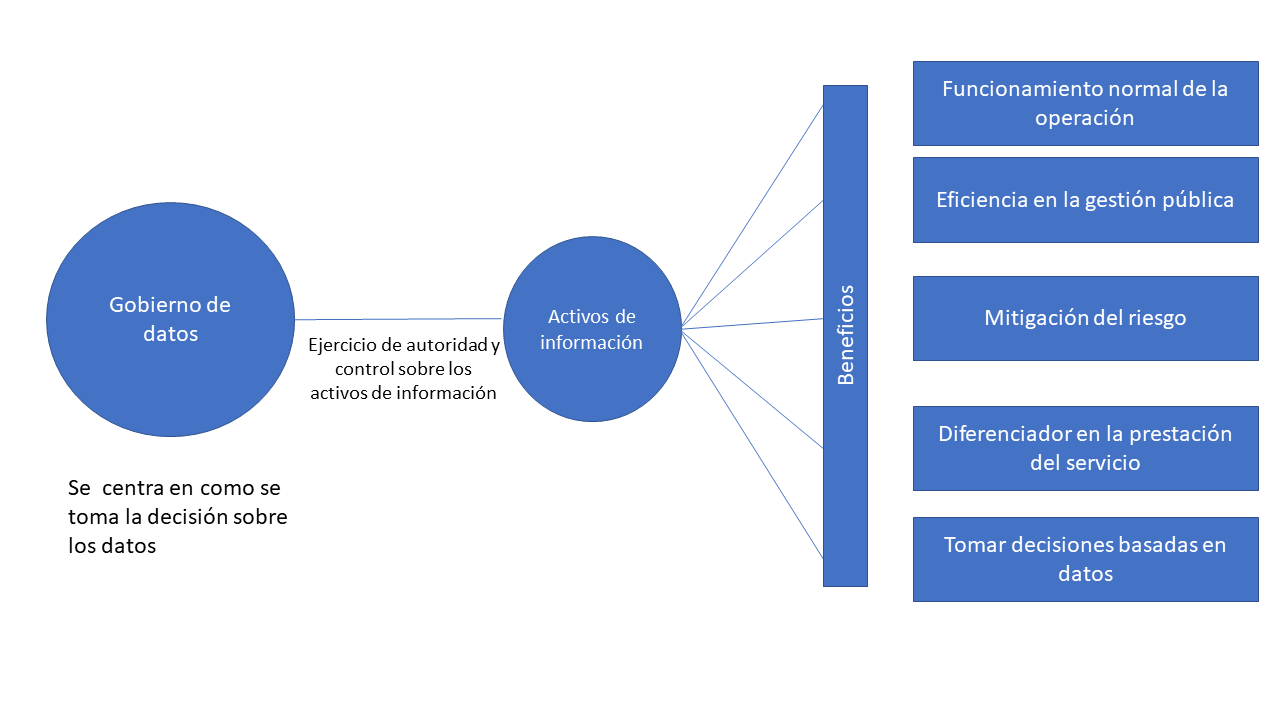 Gobierno de
datos
Se  centra en como se
toma la decisión sobre
los datos
Ejercicio de autoridad y
control sobre los
activos de información
Activos de
información
Beneficios
Funcionamiento normal de la
operación
Eficiencia en la gestión pública
Mitigación del riesgo
Diferenciador en la prestación
del servicio
Tomar decisiones basadas en
datos